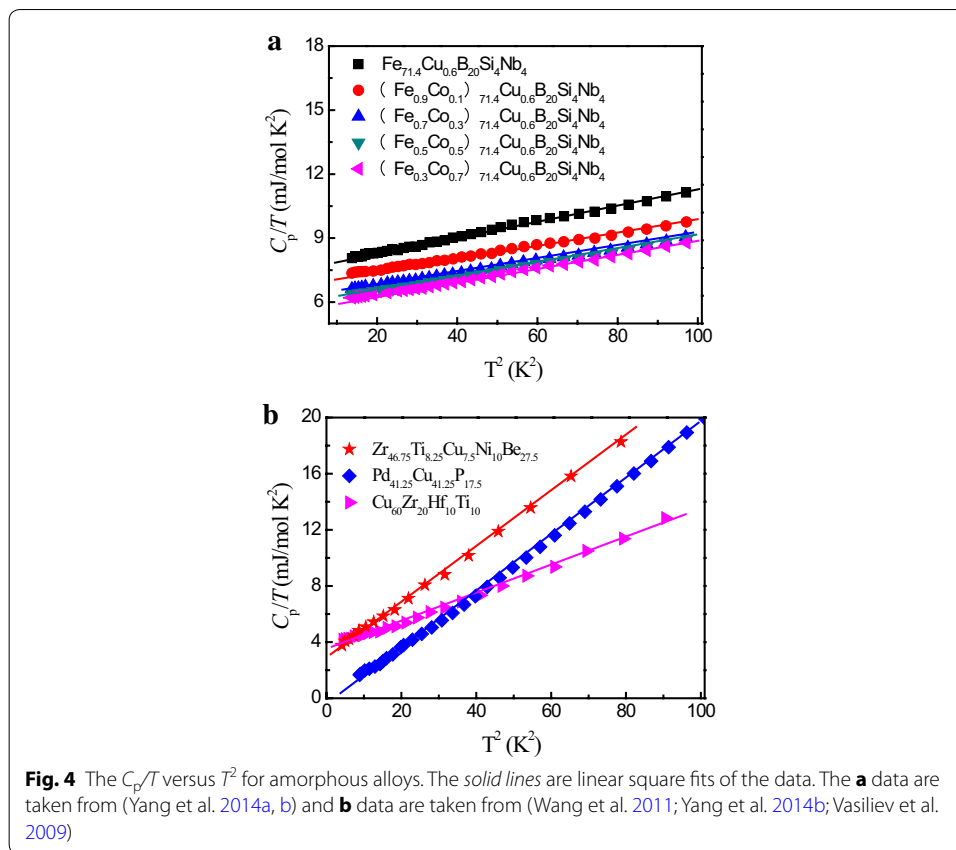 a
18
15
12
9
6
C_p/T (mJ/mol K²)
Fe71.4Cu0.6B20Si4Nb4
( Fe0.9Co0.1 ) 71.4Cu0.6B20Si4Nb4
( Fe0.7Co0.3 ) 71.4Cu0.6B20Si4Nb4
( Fe0.5Co0.5 ) 71.4Cu0.6B20Si4Nb4
( Fe0.3Co0.7 ) 71.4Cu0.6B20Si4Nb4
20 40 60 80 100
T² (K²)
b
20
16
12
8
4
0
C_p/T (mJ/mol K²)
Zr46.75Ti8.25Cu7.5Ni10Be27.5
Pd41.25Cu41.25P17.5
Cu60Zr20Hf10Ti10
0 20 40 60 80 100
T² (K²)
Fig. 4 The C_p/T versus T² for amorphous alloys. The solid lines are linear square fits of the data. The a data are
taken from (Yang et al. 2014a, b) and b data are taken from (Wang et al. 2011; Yang et al. 2014b; Vasiliev et al.
2009)